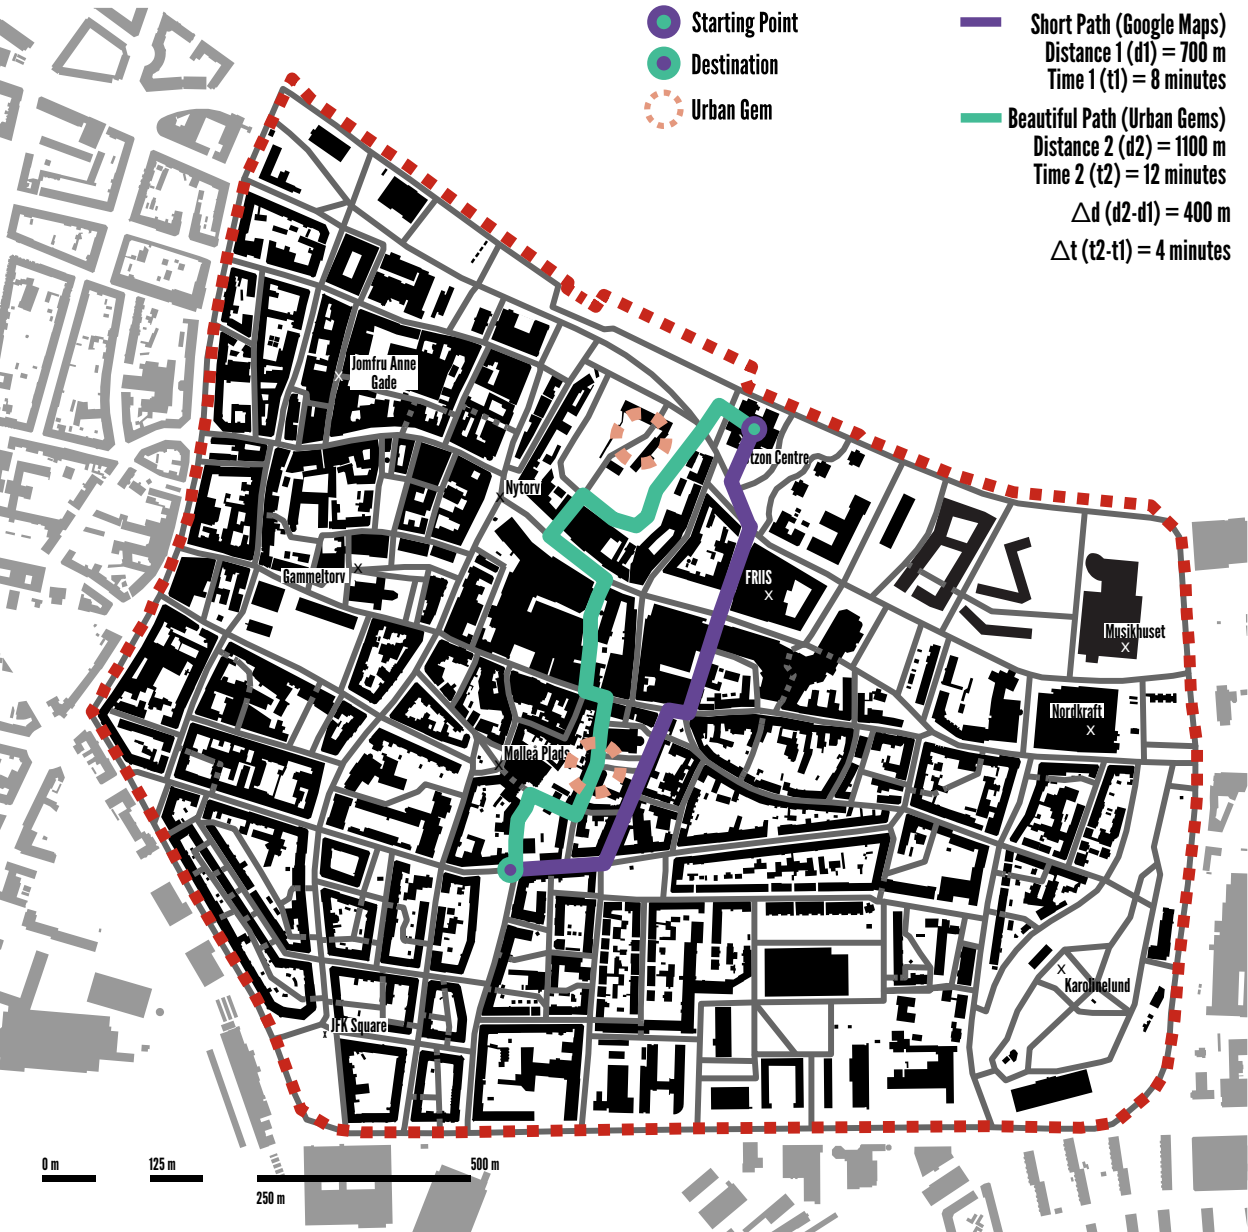 Starting Point
Destination
Urban Gem
Short Path (Google Maps)
Distance 1 (d1) = 700 m
Time 1 (t1) = 8 minutes
Beautiful Path (Urban Gems)
Distance 2 (d2) = 1100 m
Time 2 (t2) = 12 minutes
△d (d2-d1) = 400 m
△t (t2-t1) = 4 minutes
Jomfru Anne
Gade
x
tzon Centre
Nytorv
x
Gammeltorv
x
FRIIS
x
Musikhuset
x
Nordkraft
x
Mølleå Plads
x
Karolinelund
JFK Square
0 m
125 m
500 m
250 m